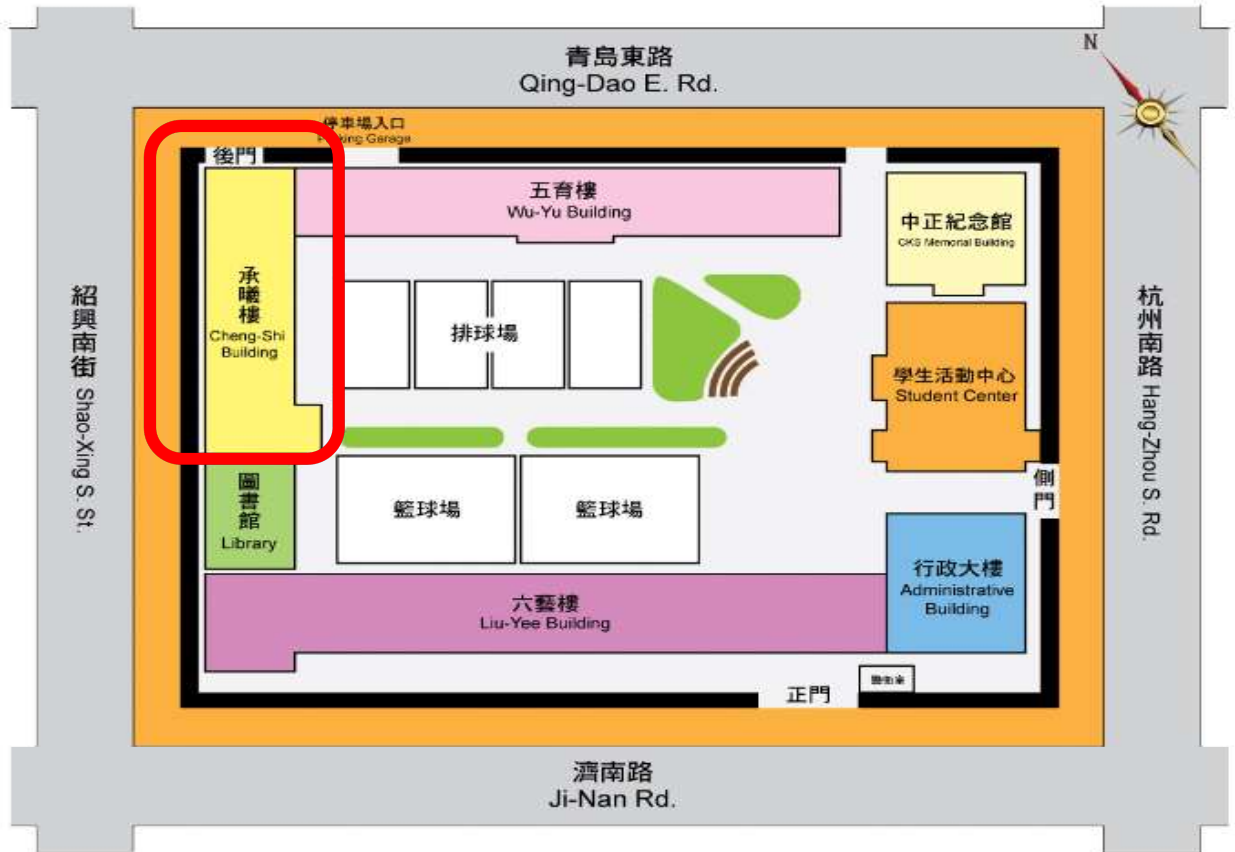 青島東路
Qing-Dao E. Rd.
N
停車場入口
Parking Garage
後門
五育樓
Wu-Yu Building
中正紀念館
CKS Memorial Building
承曦樓
Cheng-Shi
Building
排球場
紹興南街 Shao-Xing S. St.
杭州南路 Hang-Zhou S. Rd.
學生活動中心
Student Center
圖書館
Library
籃球場
籃球場
側門
行政大樓
Administrative
Building
六藝樓
Liu-Yee Building
正門
濟南路
Ji-Nan Rd.